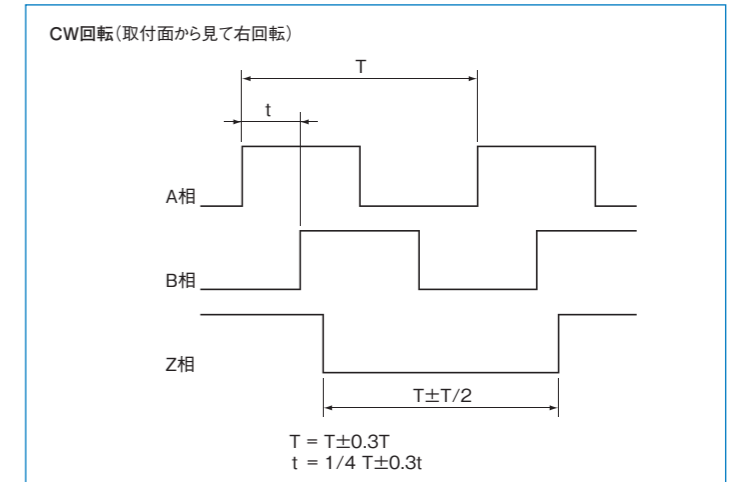 CW回転（取付面から見て右回転）
T
t
A相
B相
Z相
T±T/2
T = T±0.3T
t = 1/4 T±0.3t